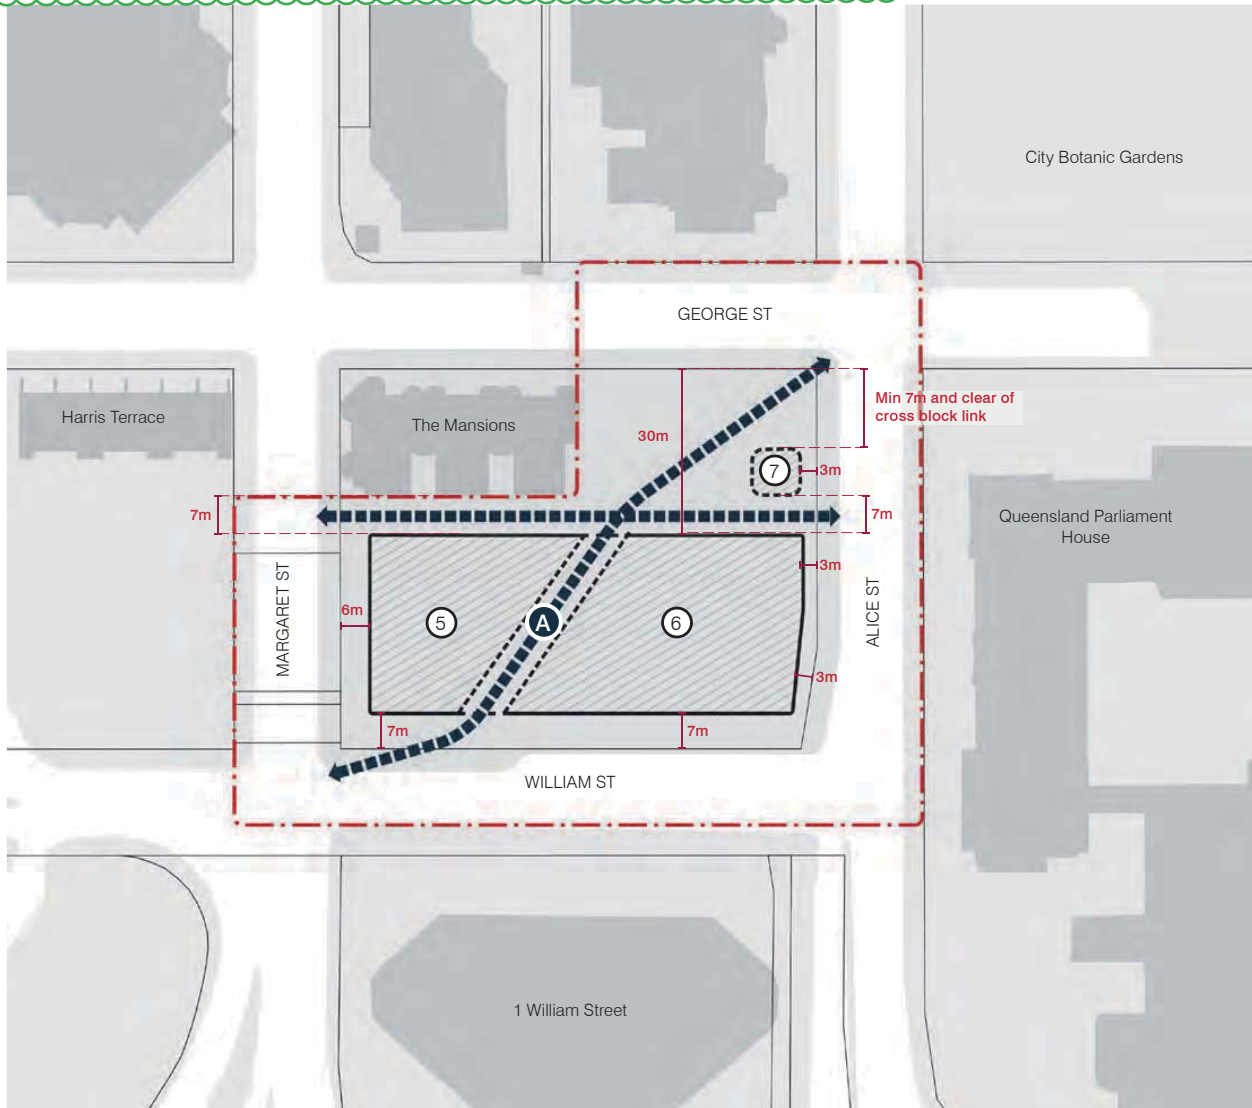 City Botanic Gardens
GEORGE ST
Min 7m and clear of
cross block link
Harris Terrace
The Mansions
30m
7
3m
7m
7m
Queensland Parliament
House
3m
MARGARET ST
6m
5
A
6
ALICE ST
3m
7m
7m
WILLIAM ST
1 William Street